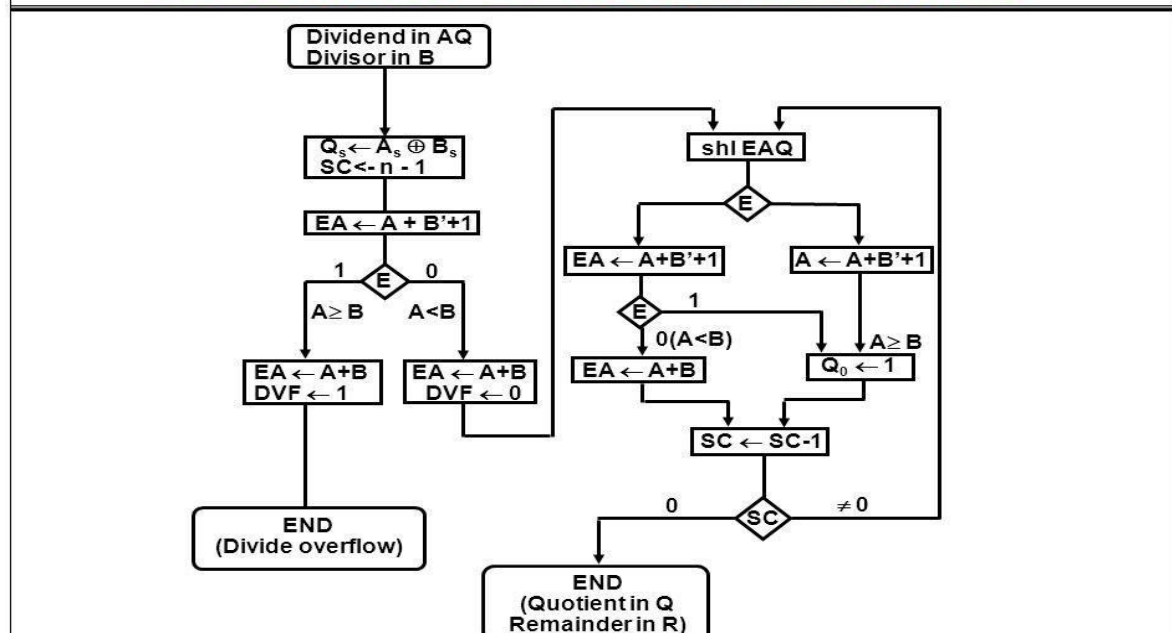 Dividend in AQ
Divisor in B
Qs ← As ⊕ Bs
SC<- n - 1
EA ← A + B’+1
1
E
0
A≥ B
A<B
EA ← A+B
DVF ← 1
EA ← A+B
DVF ← 0
END
(Divide overflow)
shl EAQ
E
EA ← A+B’+1
A ← A+B’+1
E
1
0(A<B)
A≥ B
EA ← A+B
Q0 ← 1
SC ← SC-1
0
SC
≠ 0
END
(Quotient in Q
Remainder in R)